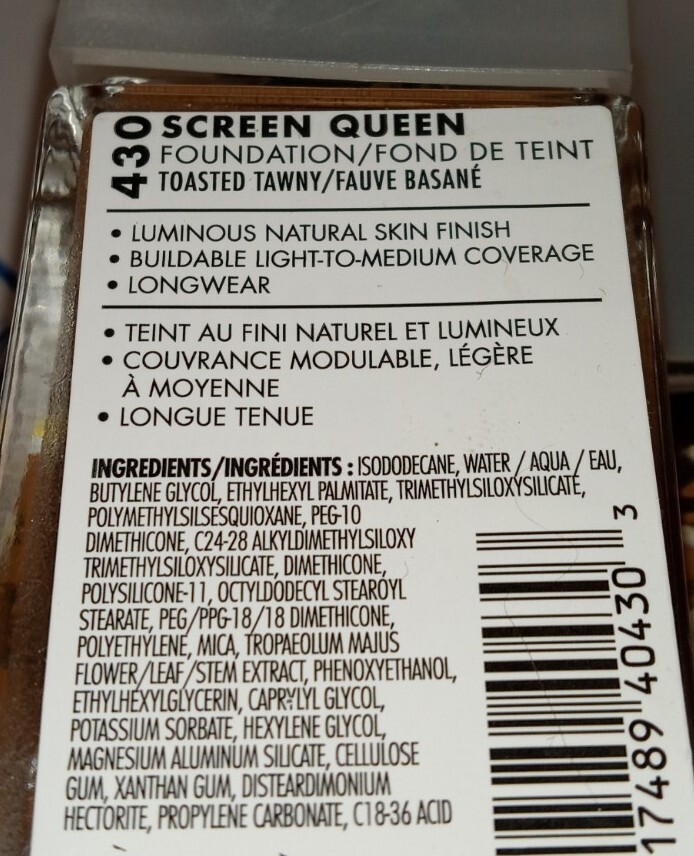 430 SCREEN QUEEN
FOUNDATION/FOND DE TEINT
TOASTED TAWNY/FAUVE BASANÉ
• LUMINOUS NATURAL SKIN FINISH
• BUILDABLE LIGHT-TO-MEDIUM COVERAGE
• LONGWEAR
• TEINT AU FINI NATUREL ET LUMINEUX
• COUVRANCE MODULABLE, LÉGÈRE
À MOYENNE
• LONGUE TENUE
INGREDIENTS/INGRÉDIENTS : ISODODECANE, WATER / AQUA / EAU,
BUTYLENE GLYCOL, ETHYLHEXYL PALMITATE, TRIMETHYLSILOXYSILICATE,
POLYMETHYLSILSESQUIOXANE, PEG-10
DIMETHICONE, C24-28 ALKYLDIMETHYLSILOXY
TRIMETHYLSILOXYSILICATE, DIMETHICONE,
POLYSILICONE-11, OCTYLDODECYL STEAROYL
STEARATE, PEG/PPG-18/18 DIMETHICONE,
POLYETHYLENE, MICA, TROPAEOLUM MAJUS
FLOWER/LEAF/STEM EXTRACT, PHENOXYETHANOL,
ETHYLHEXYLGLYCERIN, CAPRYLYL GLYCOL,
POTASSIUM SORBATE, HEXYLENE GLYCOL,
MAGNESIUM ALUMINUM SILICATE, CELLULOSE
GUM, XANTHAN GUM, DISTEARDIMONIUM
HECTORITE, PROPYLENE CARBONATE, C18-36 ACID
17489 40430 3